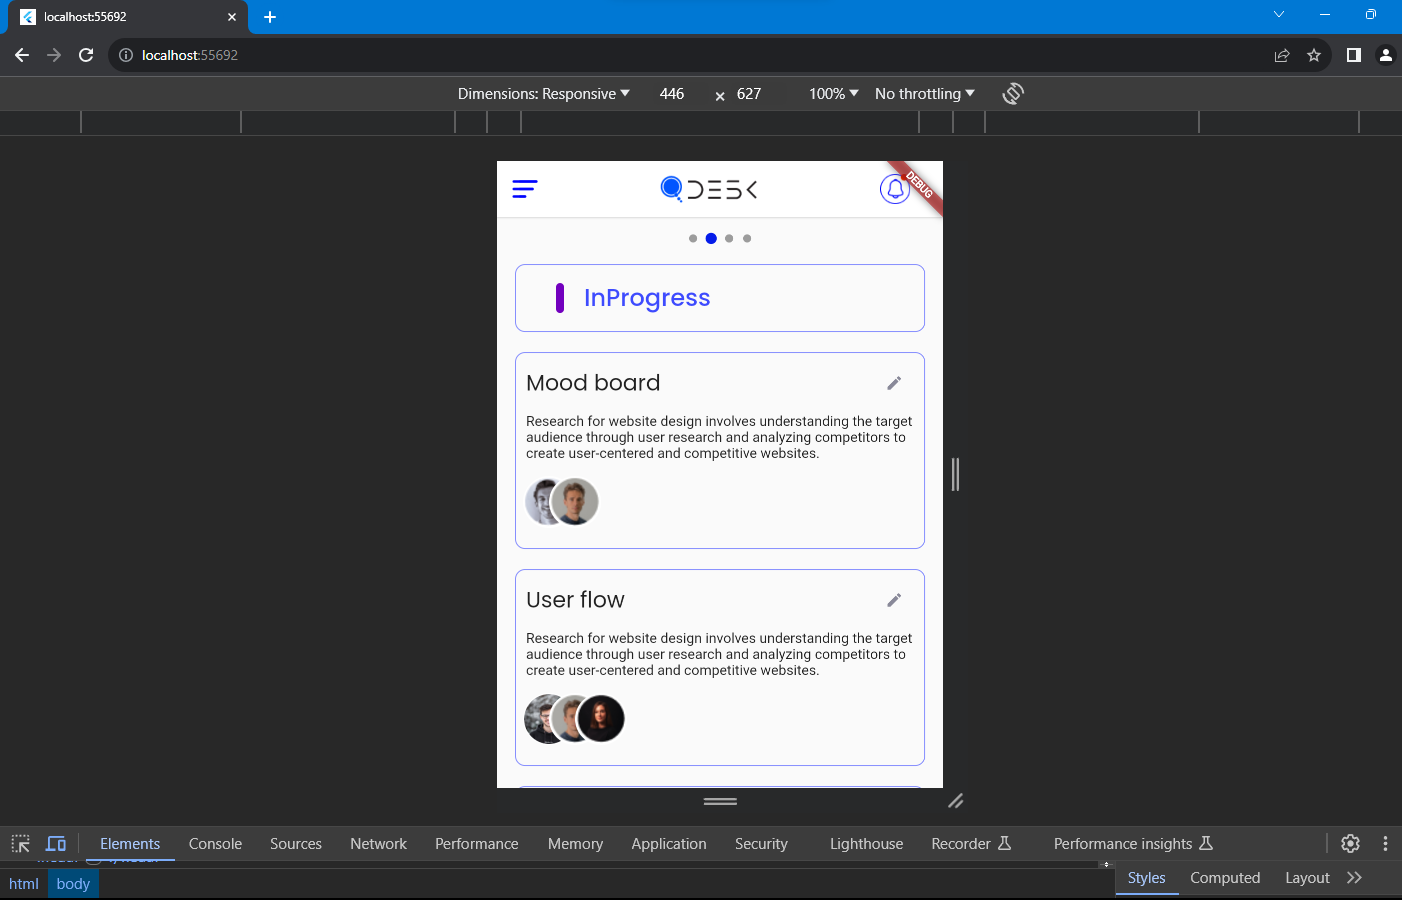 localhost:55692
localhost:55692
Dimensions: Responsive 446 × 627 100% No throttling
QDESK
DEBUG
InProgress
Mood board
Research for website design involves understanding the target
audience through user research and analyzing competitors to
create user-centered and competitive websites.
User flow
Research for website design involves understanding the target
audience through user research and analyzing competitors to
create user-centered and competitive websites.
Elements Console Sources Network Performance Memory Application Security Lighthouse Recorder Performance insights
html body
Styles Computed Layout